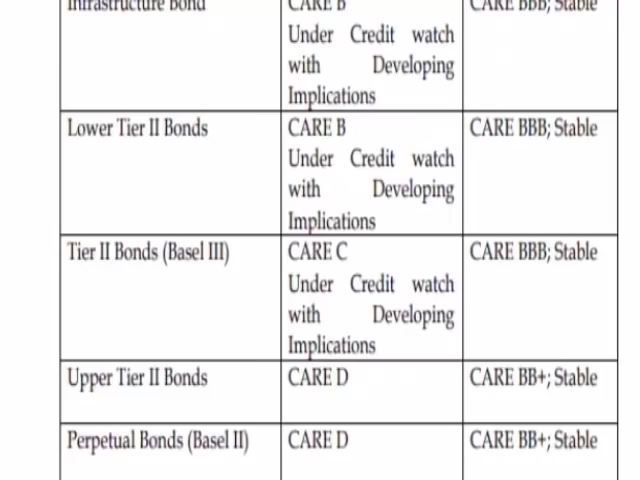 Infrastructure Bond CARE B CARE BBB; Stable
Under Credit watch
with Developing
Implications
Lower Tier II Bonds CARE B CARE BBB; Stable
Under Credit watch
with Developing
Implications
Tier II Bonds (Basel III) CARE C CARE BBB; Stable
Under Credit watch
with Developing
Implications
Upper Tier II Bonds CARE D CARE BB+; Stable
Perpetual Bonds (Basel II) CARE D CARE BB+; Stable